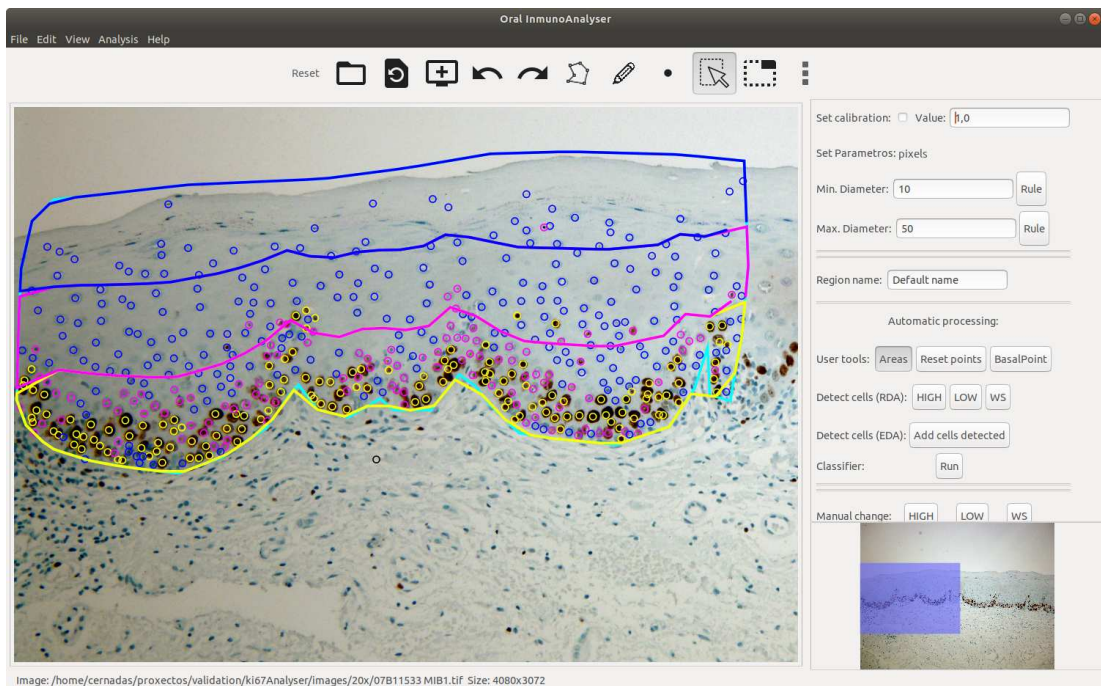 Oral InmunoAnalyser
File Edit View Analysis Help
Reset
Set calibration: Value: 1,0
Set Parametros: pixels
Min. Diameter: 10 Rule
Max. Diameter: 50 Rule
Region name: Default name
Automatic processing:
User tools: Areas Reset points BasalPoint
Detect cells (RDA): HIGH LOW WS
Detect cells (EDA): Add cells detected
Classifier: Run
Manual change: HIGH LOW WS
Image: /home/cernadas/proxectos/validation/ki67Analyser/images/20x/07B11533 MIB1.tif Size: 4080x3072